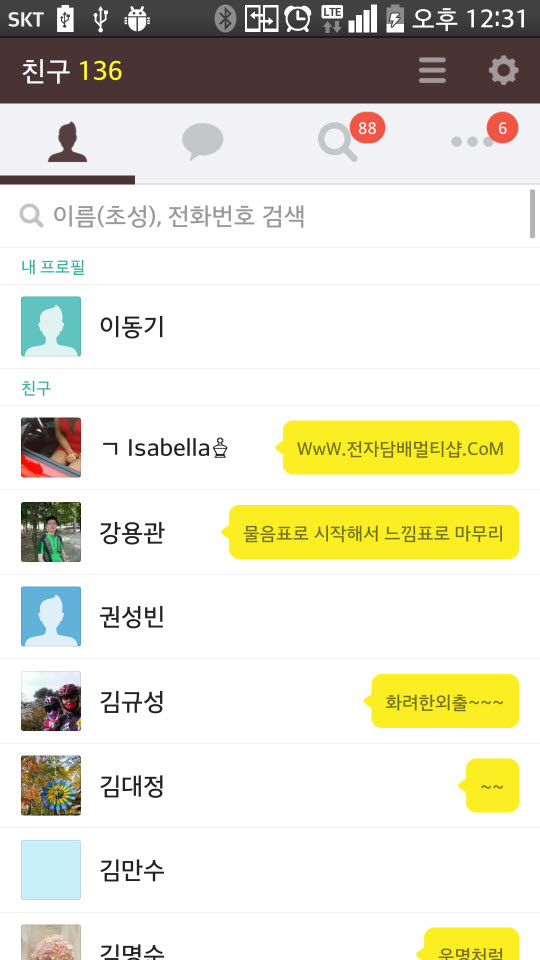 SKT LTE 오후 12:31
친구 136
88 6
이름(초성), 전화번호 검색
내 프로필
이동기
친구
ㄱ Isabella♗ WwW.전자담배멀티샵.CoM
강용관 물음표로 시작해서 느낌표로 마무리
권성빈
김규성 화려한외출~~~
김대정 ~~
김만수
김명수 운명처럼